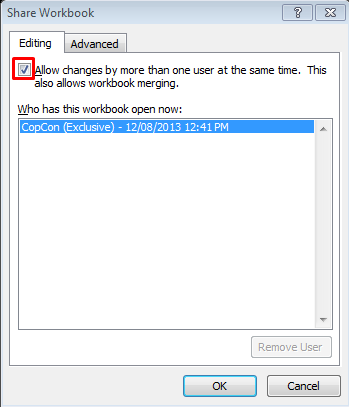 Share Workbook
Editing
Advanced
Allow changes by more than one user at the same time. This
also allows workbook merging.
Who has this workbook open now:
CopCon (Exclusive) - 12/08/2013 12:41 PM
Remove User
OK
Cancel